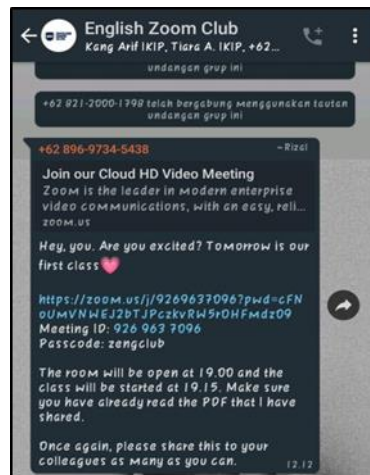 English Zoom Club
Kang Arif IKIP, Tiara A. IKIP, +62...
undangan grup ini
+62 821-2000-1798 telah bergabung menggunakan tautan
undangan grup ini
+62 896-9734-5438 ~Rizal
Join our Cloud HD Video Meeting
Zoom is the leader in modern enterprise
video communications, with an easy, reli...
zoom.us
Hey, you. Are you excited? Tomorrow is our
first class💗
https://zoom.us/j/9269637096?pwd=cFN
oUmVNWEJ2bTJPczkvRW5rOHFmdz09
Meeting ID: 926 963 7096
Passcode: zengclub
The room will be open at 19.00 and the
class will be started at 19.15. Make sure
you have already read the PDF that I have
shared.
Once again, please share this to your
colleagues as many as you can.
12.12